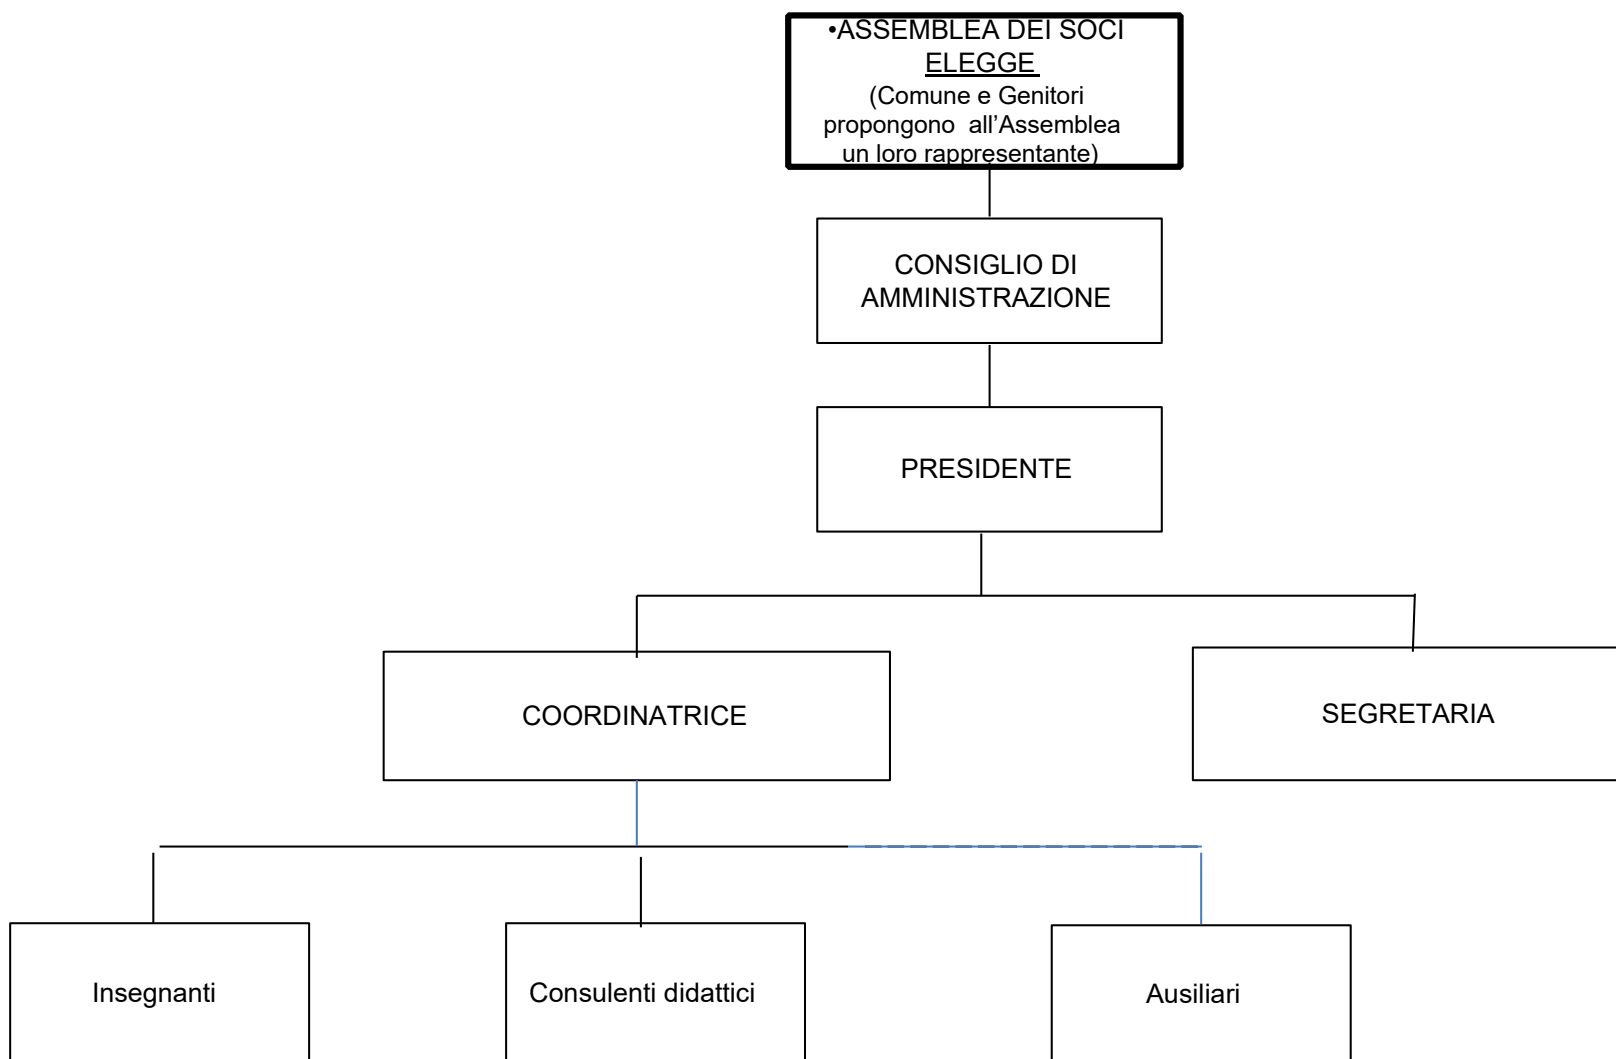 •ASSEMBLEA DEI SOCI
ELEGGE
(Comune e Genitori
propongono all’Assemblea
un loro rappresentante)
CONSIGLIO DI
AMMINISTRAZIONE
PRESIDENTE
COORDINATRICE
SEGRETARIA
Insegnanti
Consulenti didattici
Ausiliari